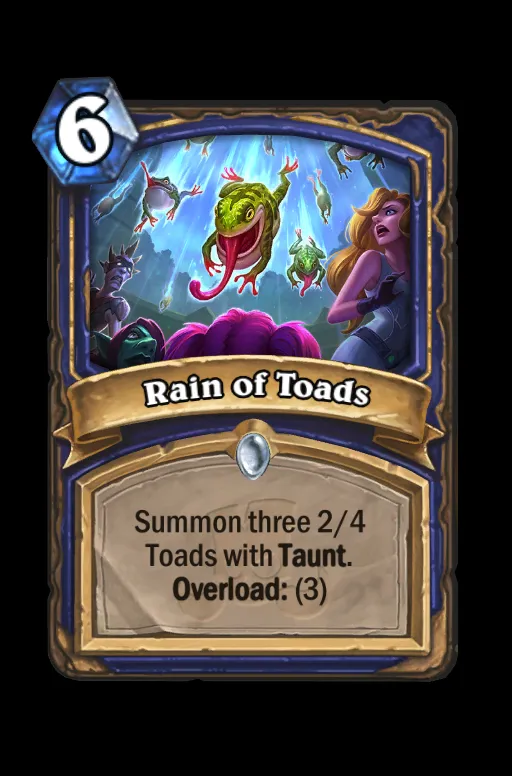 6
Rain of Toads
Summon three 2/4
Toads with Taunt.
Overload: (3)